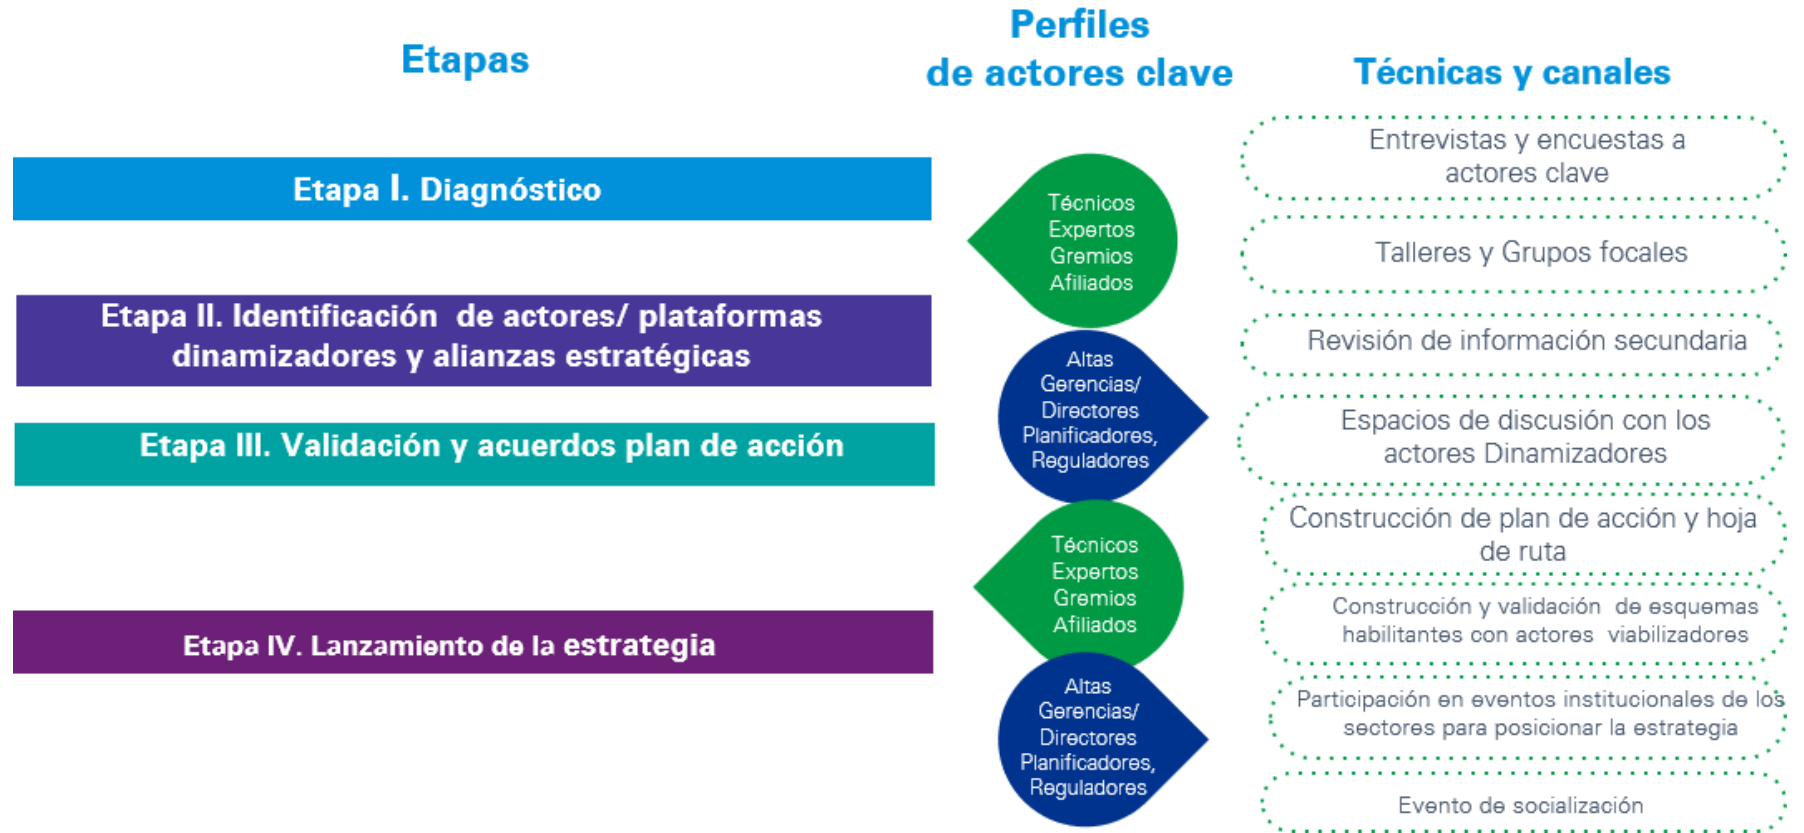 Etapas
Perfiles
de actores clave
Técnicas y canales
Etapa I. Diagnóstico
Etapa II. Identificación  de actores/ plataformas
dinamizadores y alianzas estratégicas
Etapa III. Validación y acuerdos plan de acción
Etapa IV. Lanzamiento de la estrategia
Técnicos
Expertos
Gremios
Afiliados
Altas
Gerencias/
Directores
Planificadores,
Reguladores
Técnicos
Expertos
Gremios
Afiliados
Altas
Gerencias/
Directores
Planificadores,
Reguladores
Entrevistas y encuestas a
actores clave
Talleres y Grupos focales
Revisión de información secundaria
Espacios de discusión con los
actores Dinamizadores
Construcción de plan de acción y hoja
de ruta
Construcción y validación  de esquemas
habilitantes con actores  viabilizadores
Participación en eventos institucionales de los
sectores para posicionar la estrategia
Evento de socialización